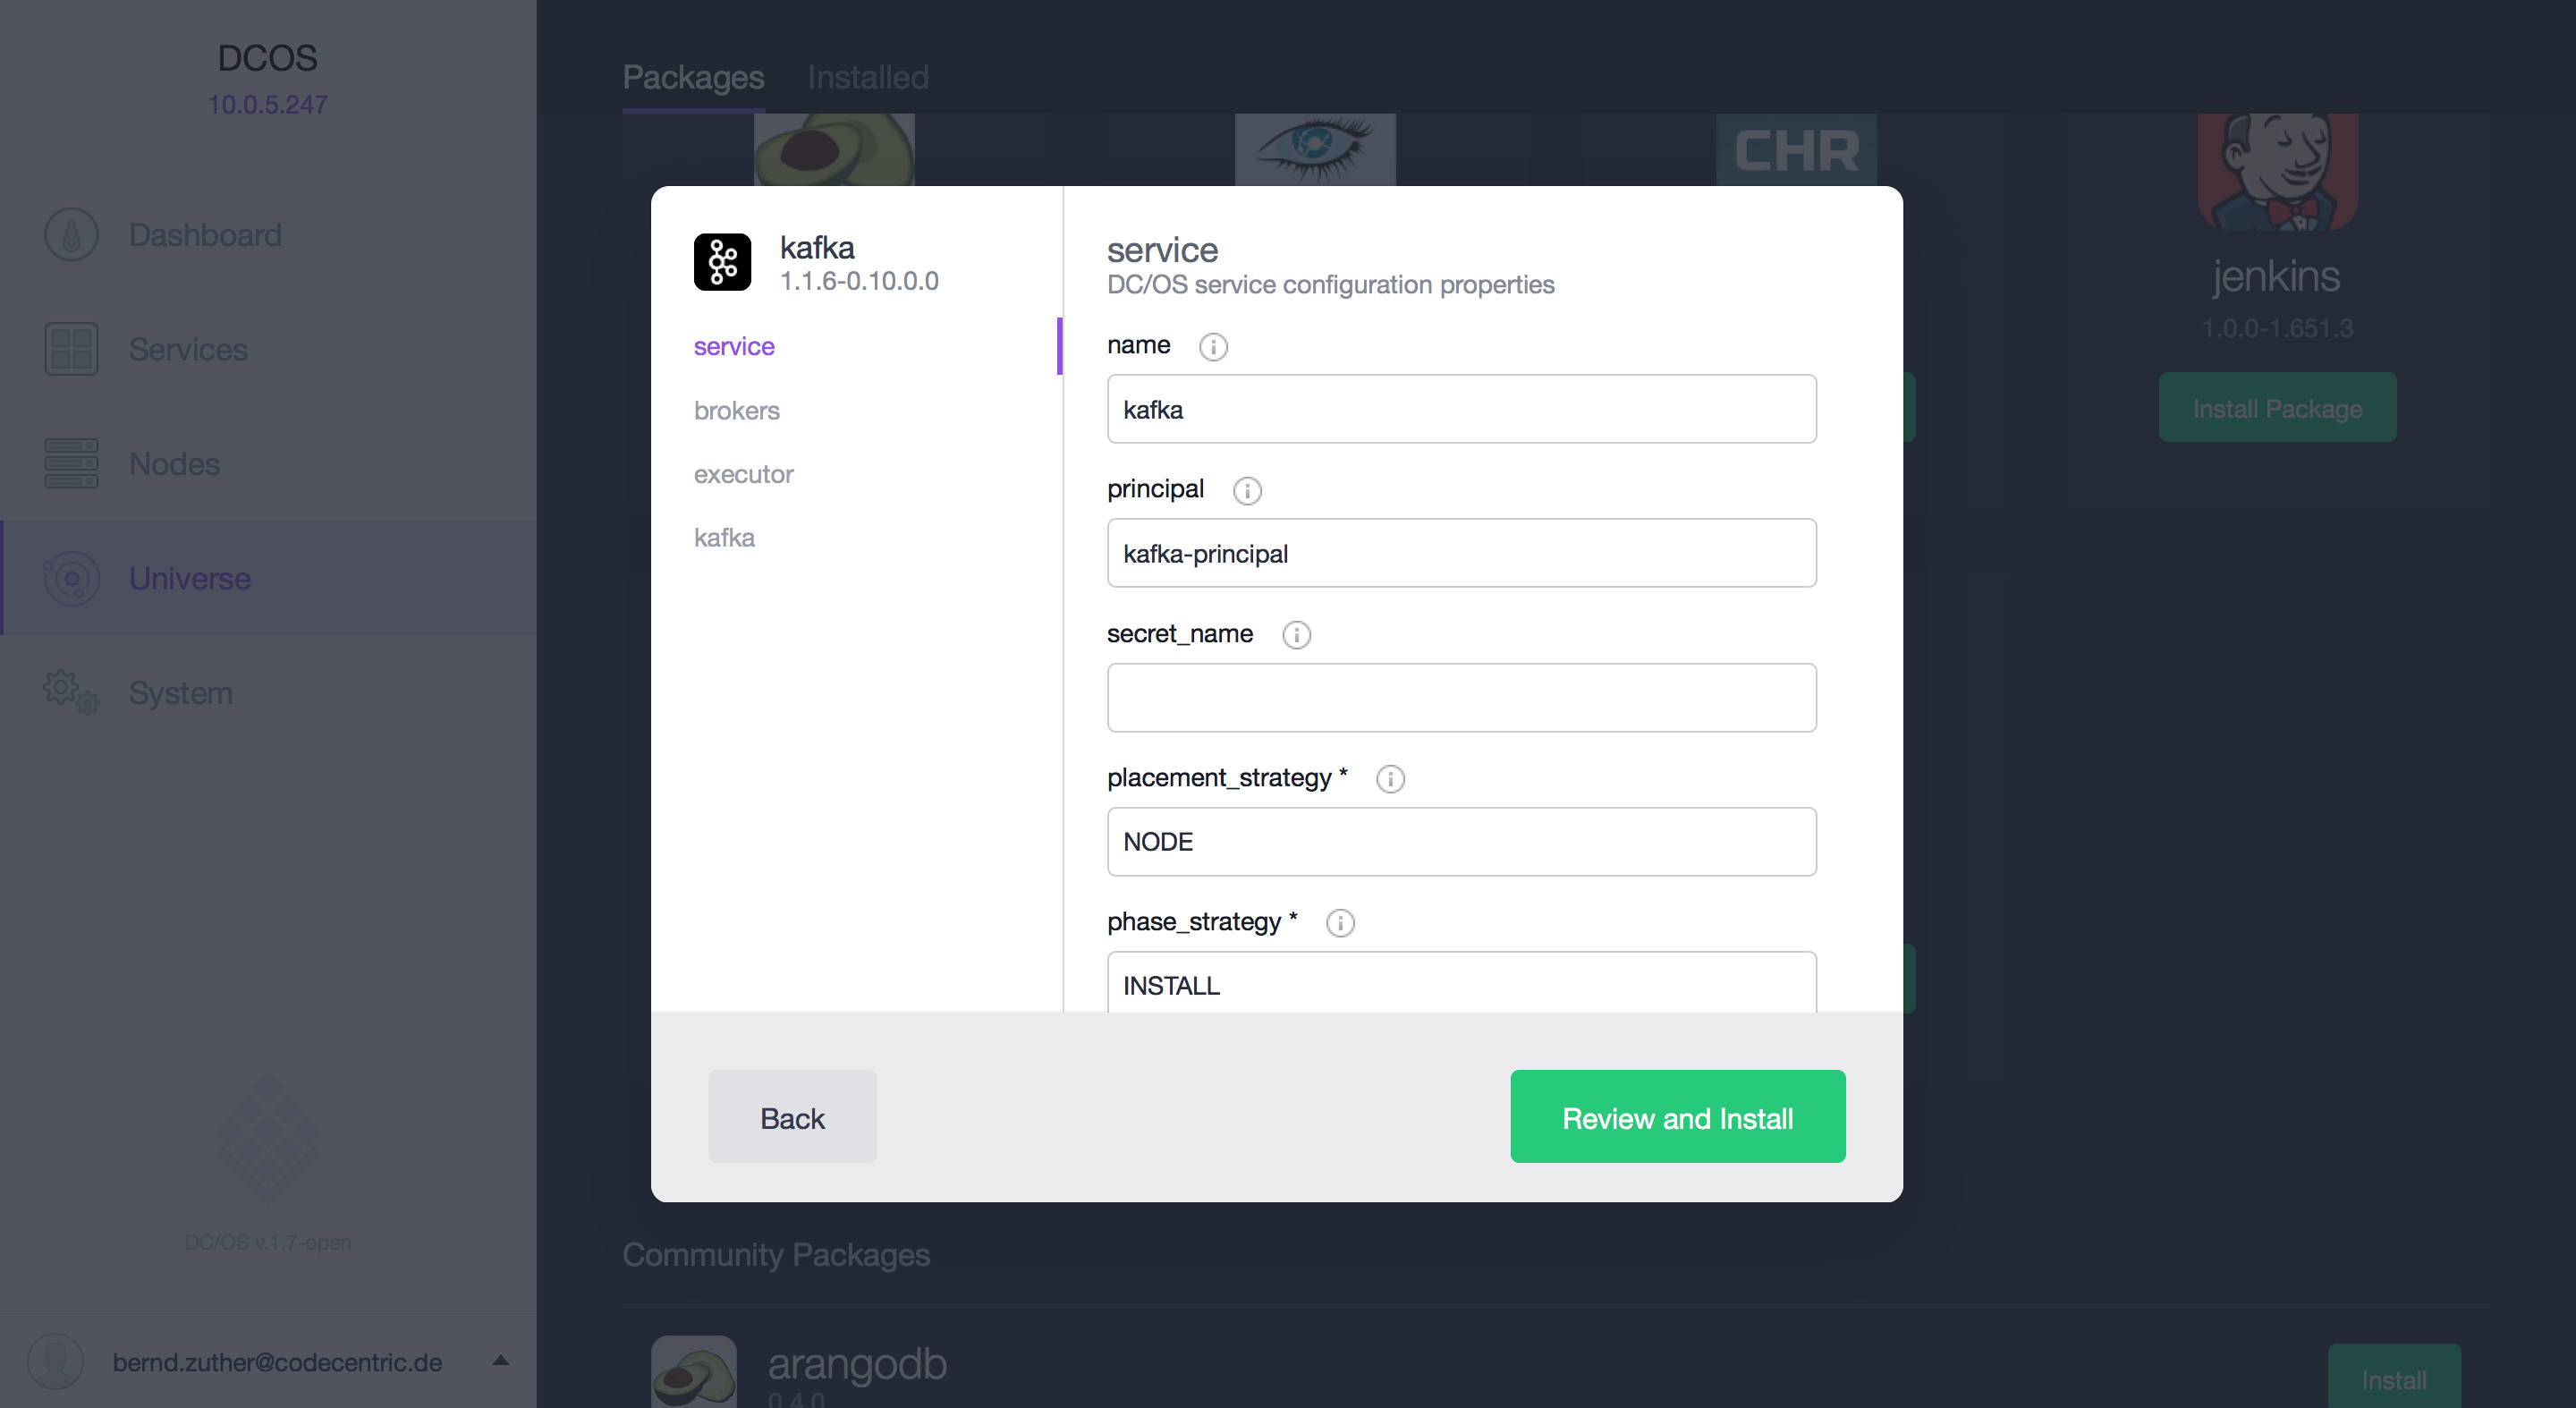 DCOS
10.0.5.247
Dashboard
Services
Nodes
Universe
System
DC/OS v.1.7-open
bernd.zuther@codecentric.de
Packages
Installed
CHR
jenkins
1.0.0-1.651.3
Install Package
kafka
1.1.6-0.10.0.0
service
brokers
executor
kafka
service
DC/OS service configuration properties
name
kafka
principal
kafka-principal
secret_name
placement_strategy *
NODE
phase_strategy *
INSTALL
Back
Review and Install
Community Packages
arangodb
0.4.0
Install